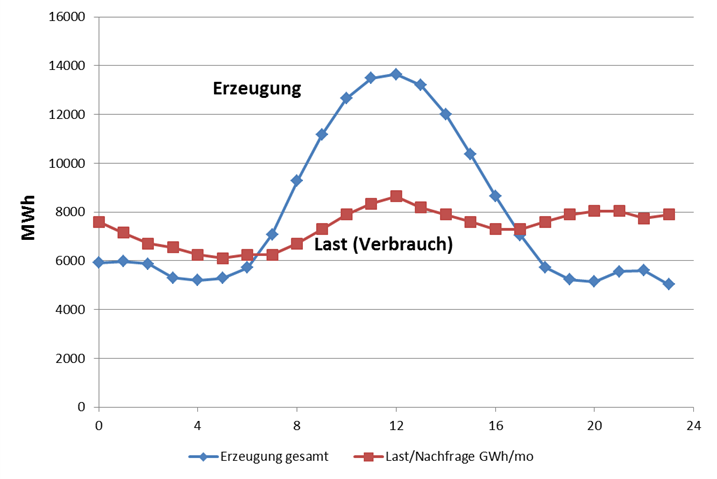 16000
14000
Erzeugung
12000
10000
MWh
8000
Last (Verbrauch)
6000
4000
2000
0
0 4 8 12 16 20 24
Erzeugung gesamt Last/Nachfrage GWh/mo